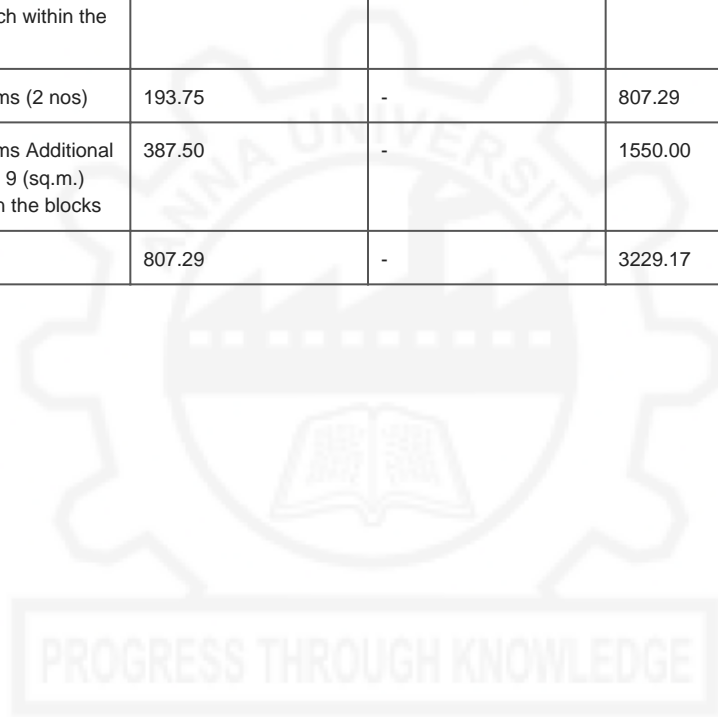 ch within the
ms (2 nos) 193.75 - 807.29
ms Additional 387.50 - 1550.00
9 (sq.m.)
n the blocks
807.29 - 3229.17
ANNA UNIVERSITY
PROGRESS THROUGH KNOWLEDGE